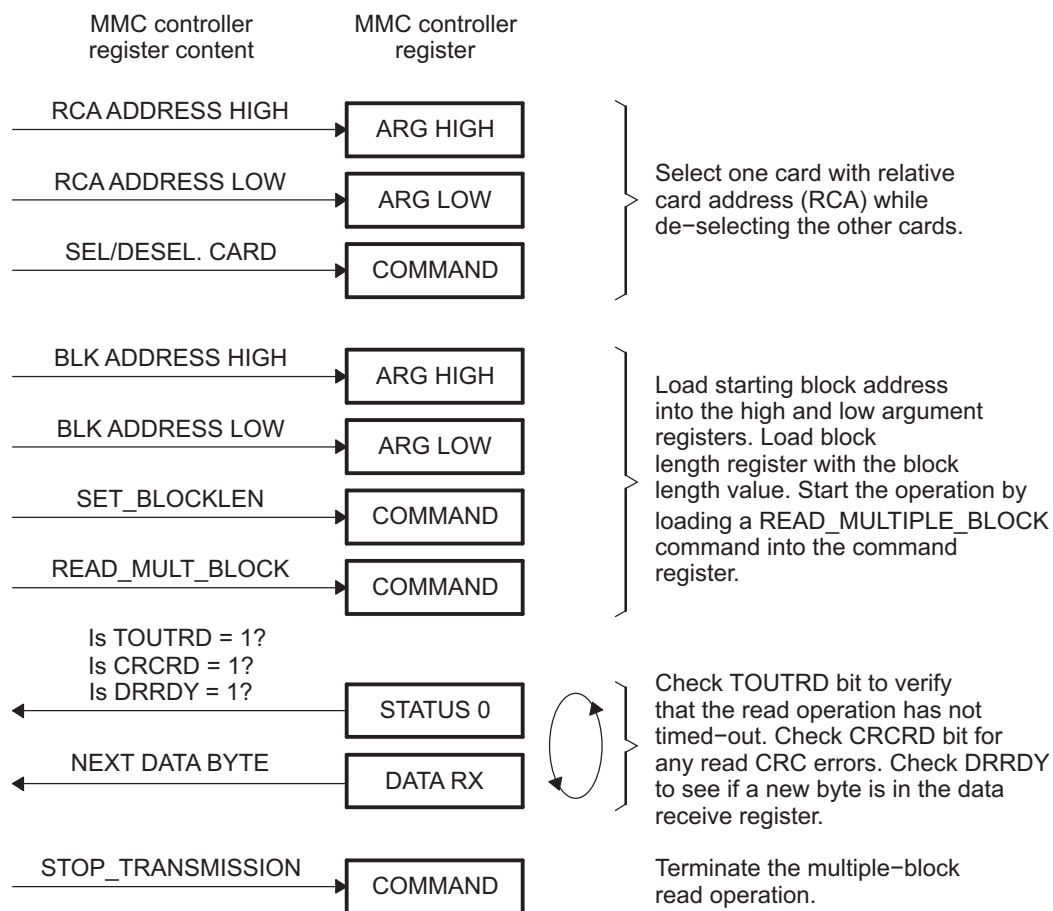 MMC controller
register content
MMC controller
register
RCA ADDRESS HIGH
ARG HIGH
RCA ADDRESS LOW
ARG LOW
SEL/DESEL. CARD
COMMAND
Select one card with relative
card address (RCA) while
de−selecting the other cards.
BLK ADDRESS HIGH
ARG HIGH
BLK ADDRESS LOW
ARG LOW
SET_BLOCKLEN
COMMAND
READ_MULT_BLOCK
COMMAND
Load starting block address
into the high and low argument
registers. Load block
length register with the block
length value. Start the operation by
loading a READ_MULTIPLE_BLOCK
command into the command
register.
Is TOUTRD = 1?
Is CRCRD = 1?
Is DRRDY = 1?
STATUS 0
NEXT DATA BYTE
DATA RX
Check TOUTRD bit to verify
that the read operation has not
timed−out. Check CRCRD bit for
any read CRC errors. Check DRRDY
to see if a new byte is in the data
receive register.
STOP_TRANSMISSION
COMMAND
Terminate the multiple−block
read operation.